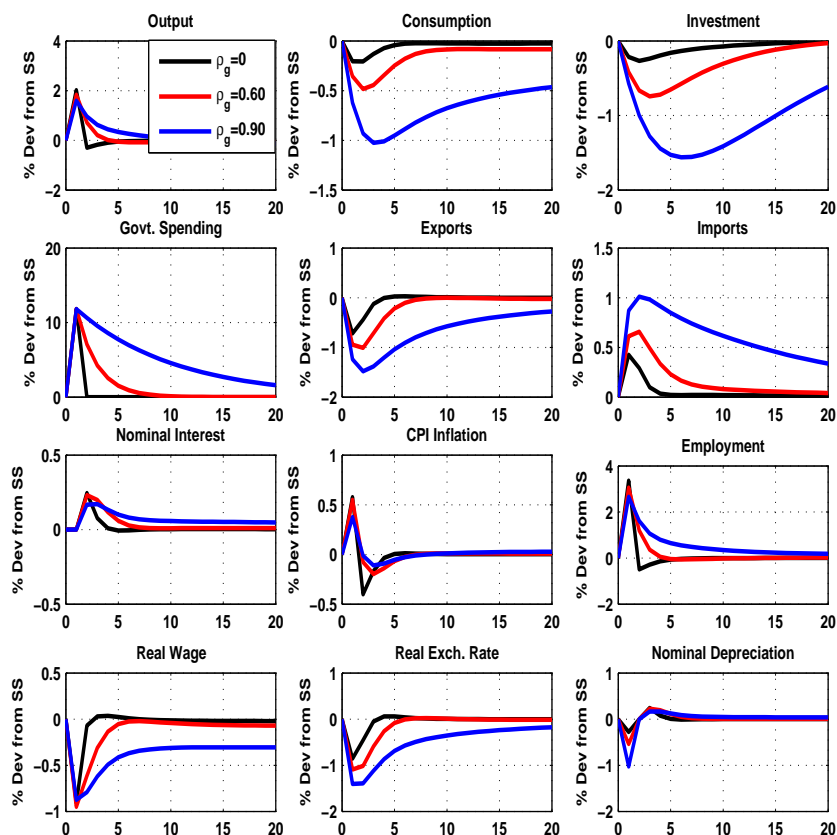 Output
Consumption
Investment
% Dev from SS
4
2
0
−2
0 5 10 15 20
ρ_g=0
ρ_g=0.60
ρ_g=0.90
% Dev from SS
0
−0.5
−1
−1.5
0 5 10 15 20
% Dev from SS
0
−1
−2
0 5 10 15 20
Govt. Spending
Exports
Imports
% Dev from SS
20
10
0
0 5 10 15 20
% Dev from SS
1
0
−1
−2
0 5 10 15 20
% Dev from SS
1.5
1
0.5
0
0 5 10 15 20
Nominal Interest
CPI Inflation
Employment
% Dev from SS
0.5
0
−0.5
0 5 10 15 20
% Dev from SS
1
0.5
0
−0.5
0 5 10 15 20
% Dev from SS
4
2
0
−2
0 5 10 15 20
Real Wage
Real Exch. Rate
Nominal Depreciation
% Dev from SS
0.5
0
−0.5
−1
0 5 10 15 20
% Dev from SS
1
0
−1
−2
0 5 10 15 20
% Dev from SS
1
0
−1
−2
0 5 10 15 20